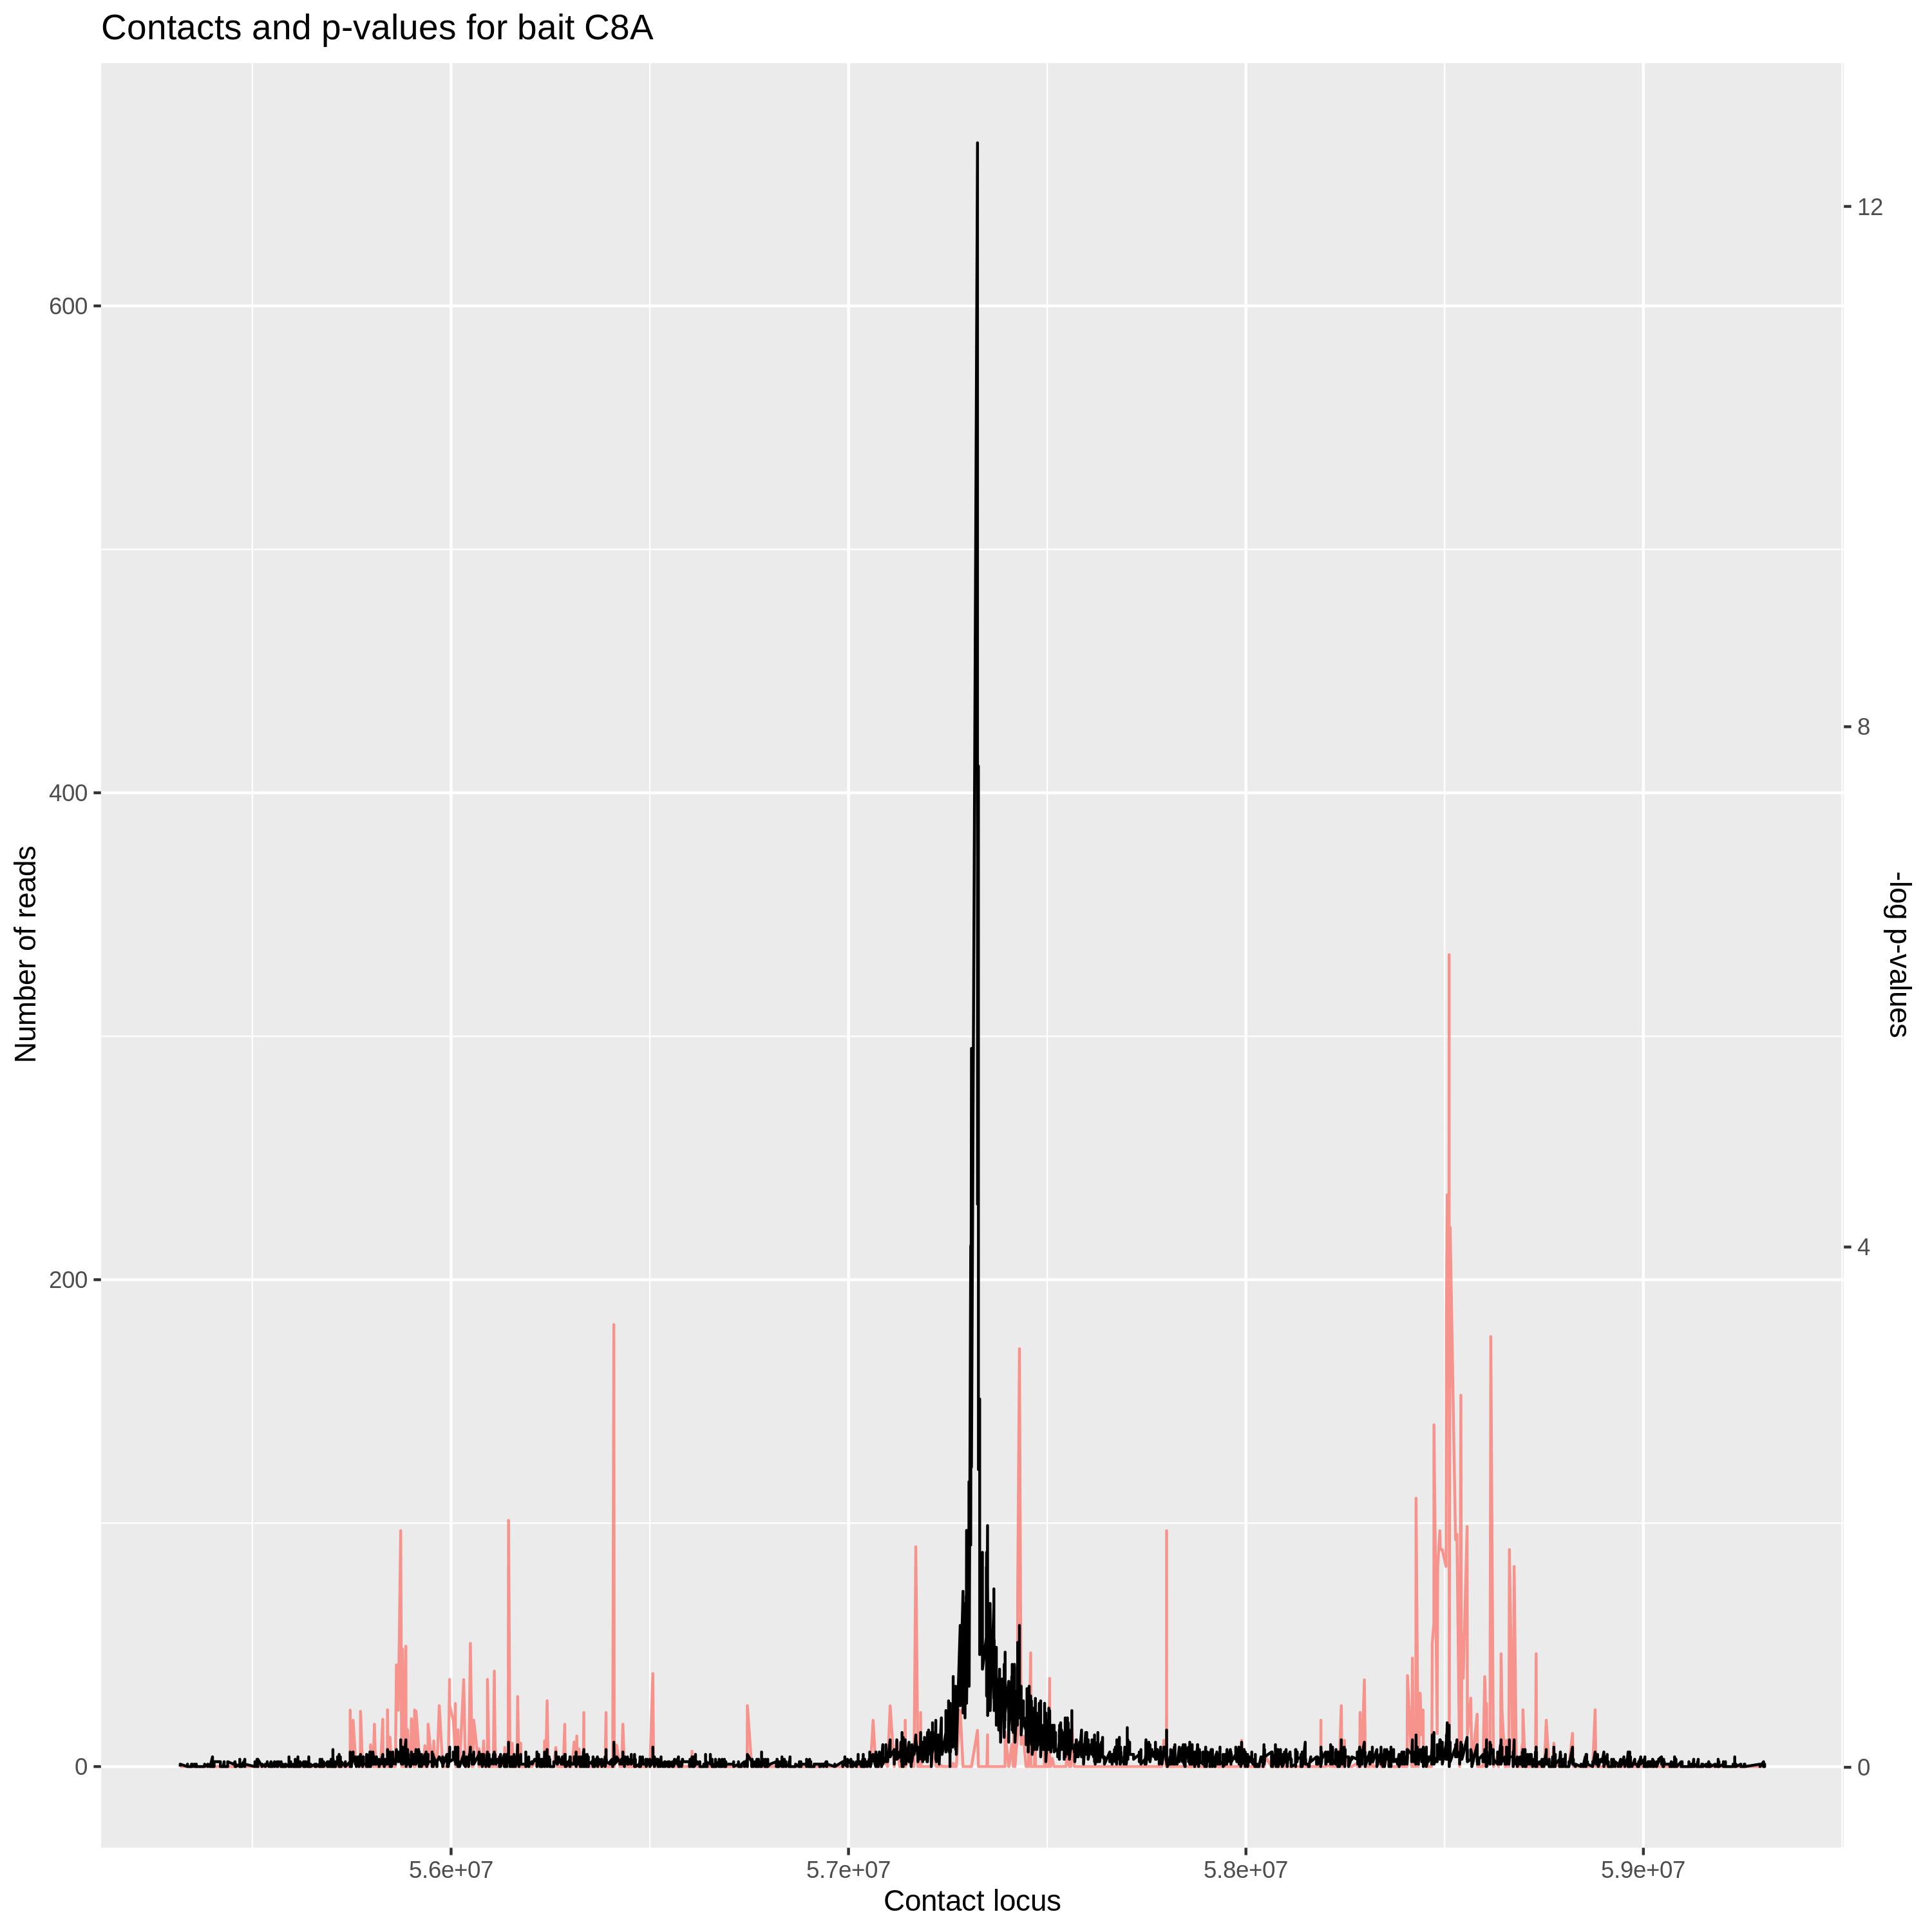 Contacts and p-values for bait C8A
Number of reads
600
400
200
0
12
8
4
0
-log p-values
5.6e+07
5.7e+07
5.8e+07
5.9e+07
Contact locus